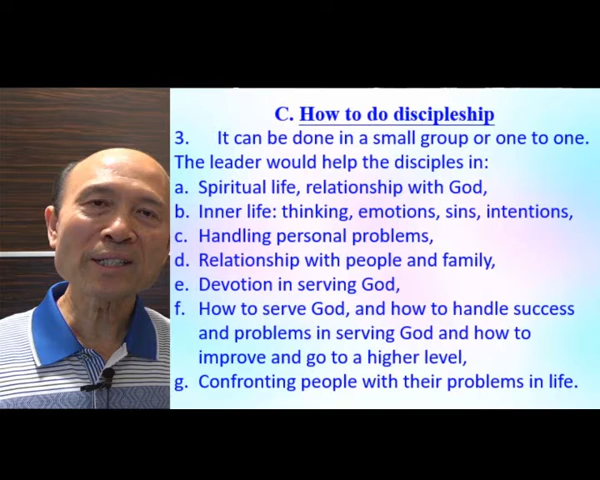 C. How to do discipleship
3. It can be done in a small group or one to one.
The leader would help the disciples in:
a. Spiritual life, relationship with God,
b. Inner life: thinking, emotions, sins, intentions,
c. Handling personal problems,
d. Relationship with people and family,
e. Devotion in serving God,
f. How to serve God, and how to handle success
and problems in serving God and how to
improve and go to a higher level,
g. Confronting people with their problems in life.